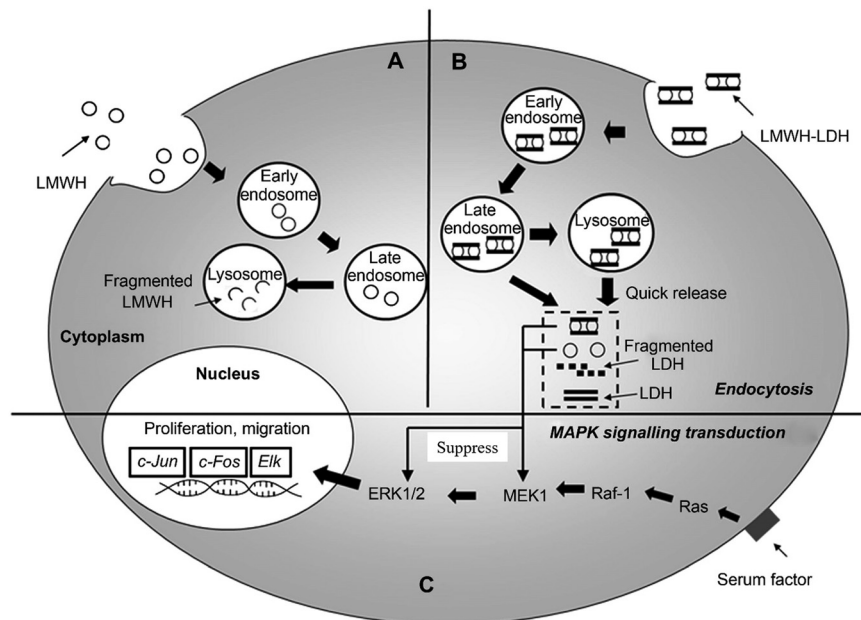 A
B
LMWH
Early
endosome
Lysosome
Late
endosome
Fragmented
LMWH
Cytoplasm
Early
endosome
LMWH-LDH
Late
endosome
Lysosome
Quick release
Fragmented
LDH
LDH
Endocytosis
Nucleus
Proliferation, migration
c-Jun
c-Fos
Elk
MAPK signalling transduction
Suppress
ERK1/2
MEK1
Raf-1
Ras
Serum factor
C